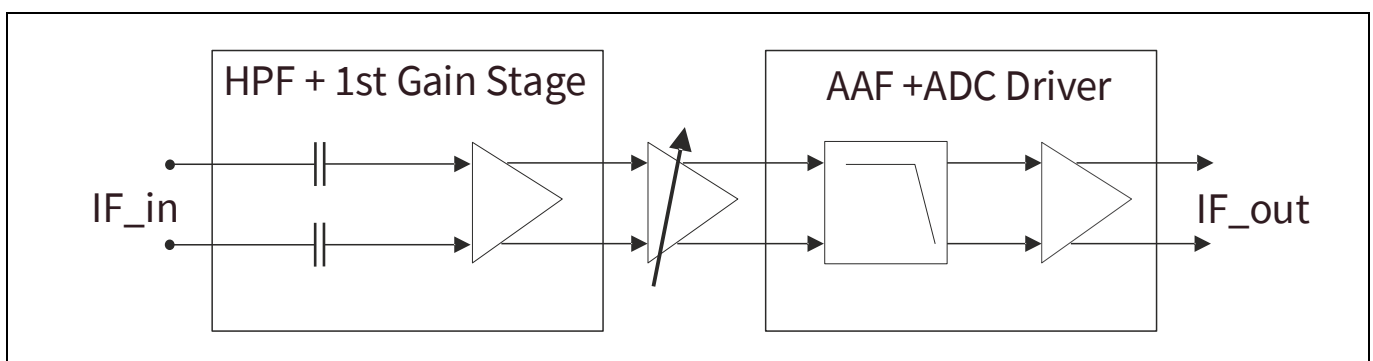 HPF + 1st Gain Stage
AAF +ADC Driver
IF_in
IF_out